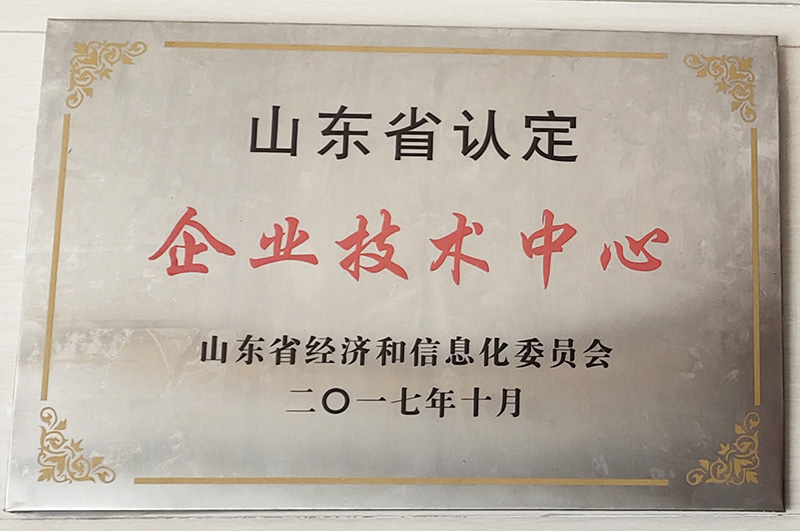 山东省认定
企业技术中心
山东省经济和信息化委员会
二〇一七年十月